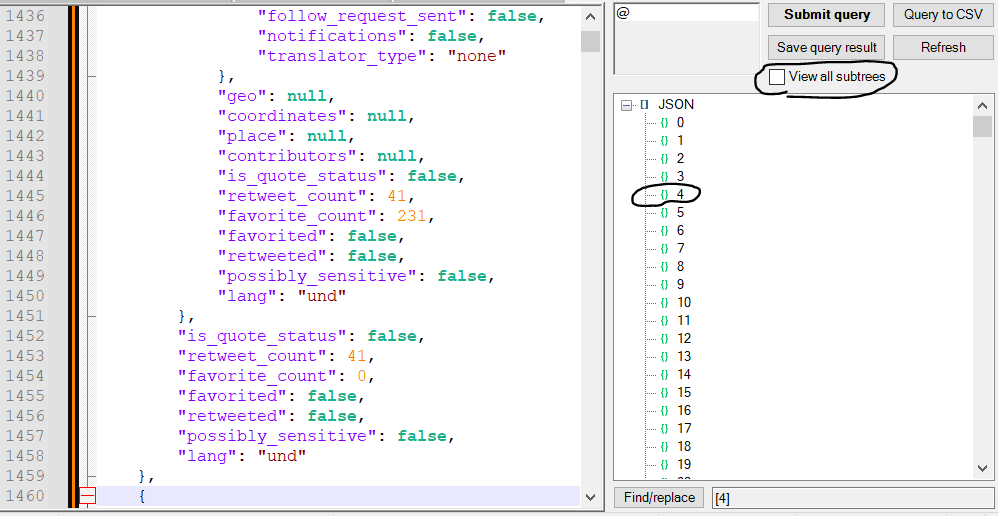 1436 "follow_request_sent": false,
1437 "notifications": false,
1438 "translator_type": "none"
1439 },
1440 "geo": null,
1441 "coordinates": null,
1442 "place": null,
1443 "contributors": null,
1444 "is_quote_status": false,
1445 "retweet_count": 41,
1446 "favorite_count": 231,
1447 "favorited": false,
1448 "retweeted": false,
1449 "possibly_sensitive": false,
1450 "lang": "und"
1451 },
1452 "is_quote_status": false,
1453 "retweet_count": 41,
1454 "favorite_count": 0,
1455 "favorited": false,
1456 "retweeted": false,
1457 "possibly_sensitive": false,
1458 "lang": "und"
1459 },
1460 {
@
Submit query
Query to CSV
Save query result
Refresh
View all subtrees
[] JSON
{} 0
{} 1
{} 2
{} 3
{} 4
{} 5
{} 6
{} 7
{} 8
{} 9
{} 10
{} 11
{} 12
{} 13
{} 14
{} 15
{} 16
{} 17
{} 18
{} 19
Find/replace
[4]